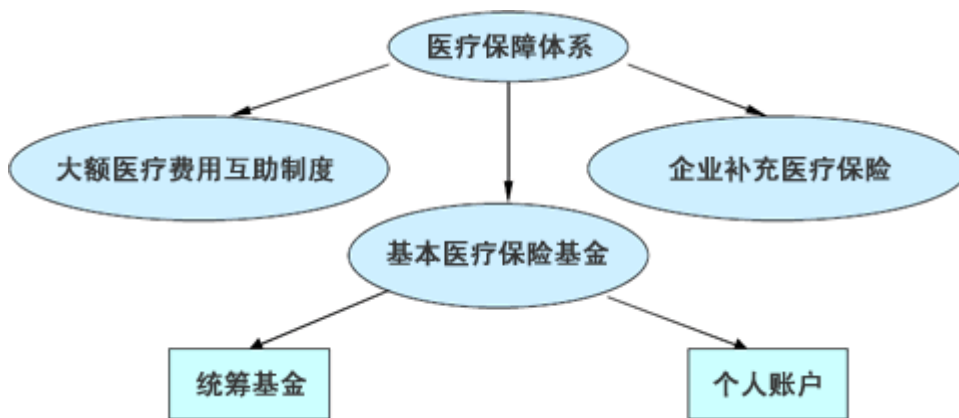 医疗保障体系
大额医疗费用互助制度
企业补充医疗保险
基本医疗保险基金
统筹基金
个人账户